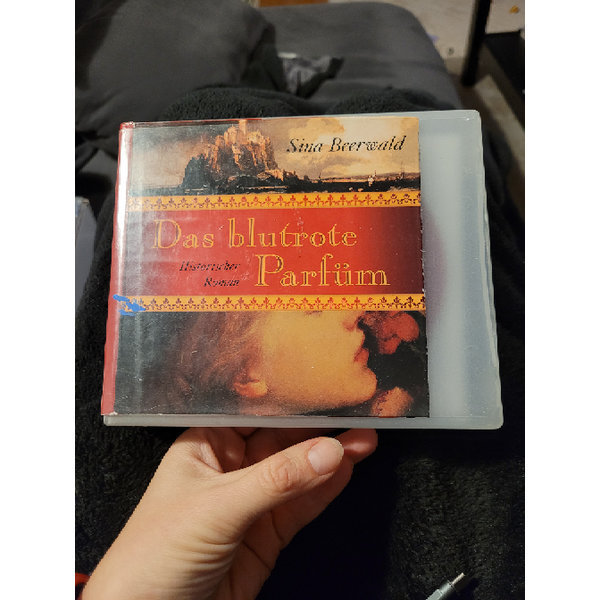 Sina Beerwald
Das blutrote
Historischer
Roman
Parfüm